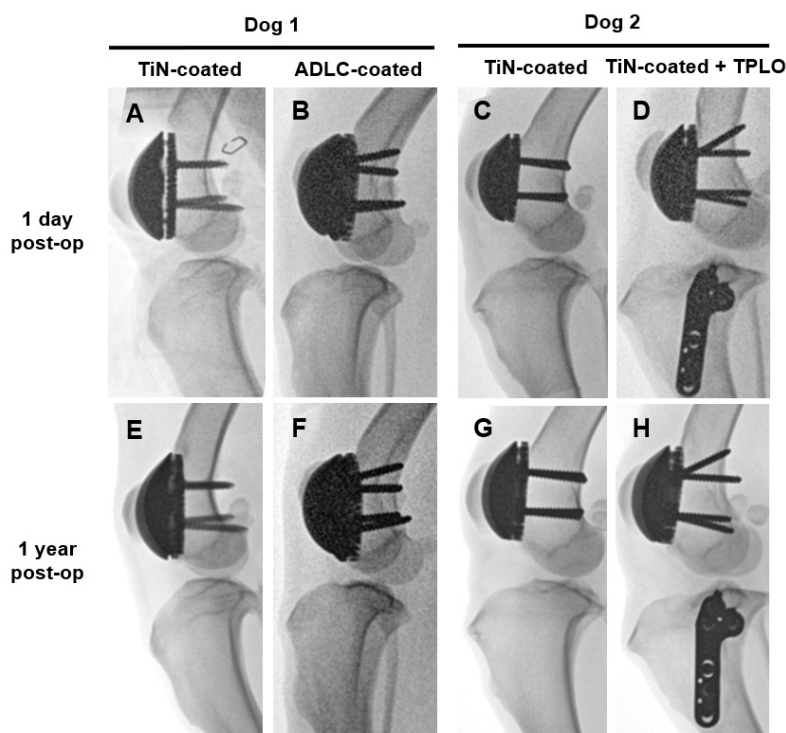 Dog 1 Dog 2
TiN-coated ADLC-coated TiN-coated TiN-coated + TPLO
A B C D
1 day
post-op
E F G H
1 year
post-op